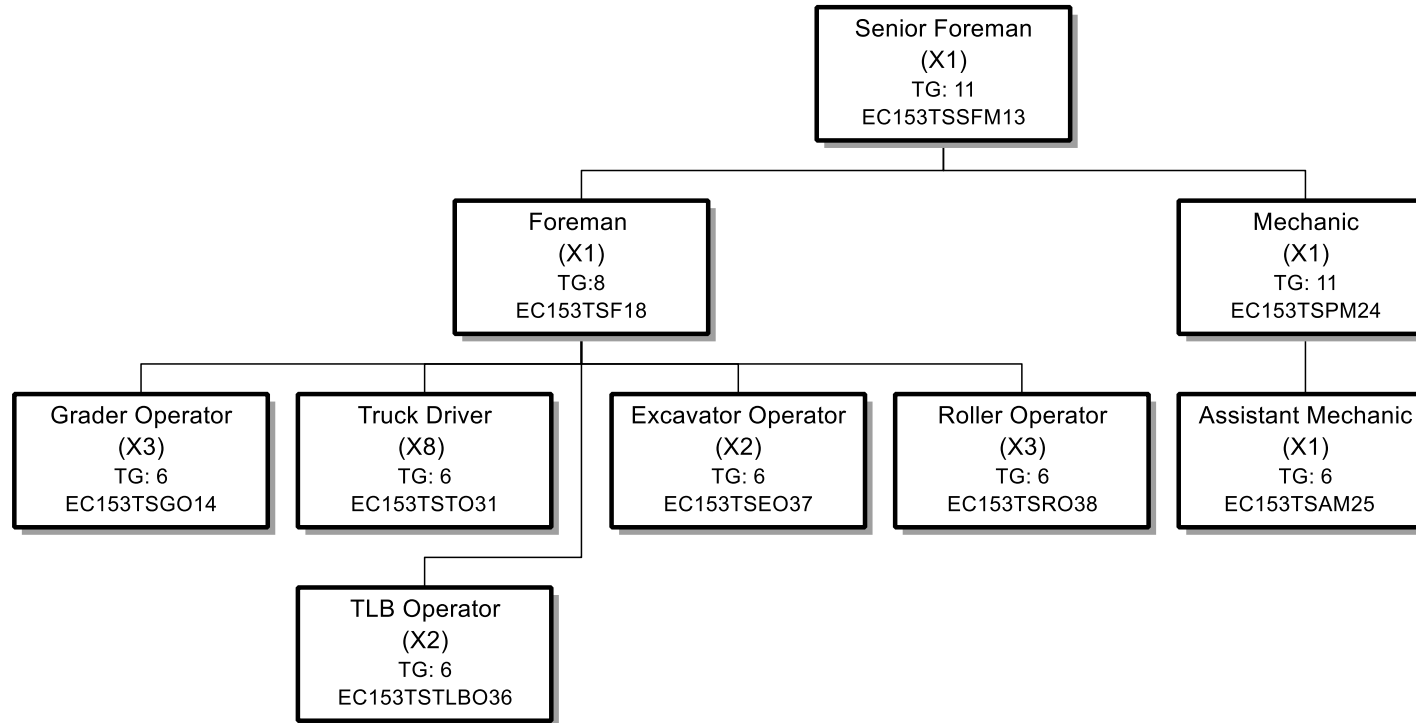 Senior Foreman
(X1)
TG: 11
EC153TSSFM13
Foreman
(X1)
TG:8
EC153TSF18
Mechanic
(X1)
TG: 11
EC153TSPM24
Grader Operator
(X3)
TG: 6
EC153TSGO14
Truck Driver
(X8)
TG: 6
EC153TSTO31
Excavator Operator
(X2)
TG: 6
EC153TSEO37
Roller Operator
(X3)
TG: 6
EC153TSRO38
Assistant Mechanic
(X1)
TG: 6
EC153TSAM25
TLB Operator
(X2)
TG: 6
EC153TSTLBO36